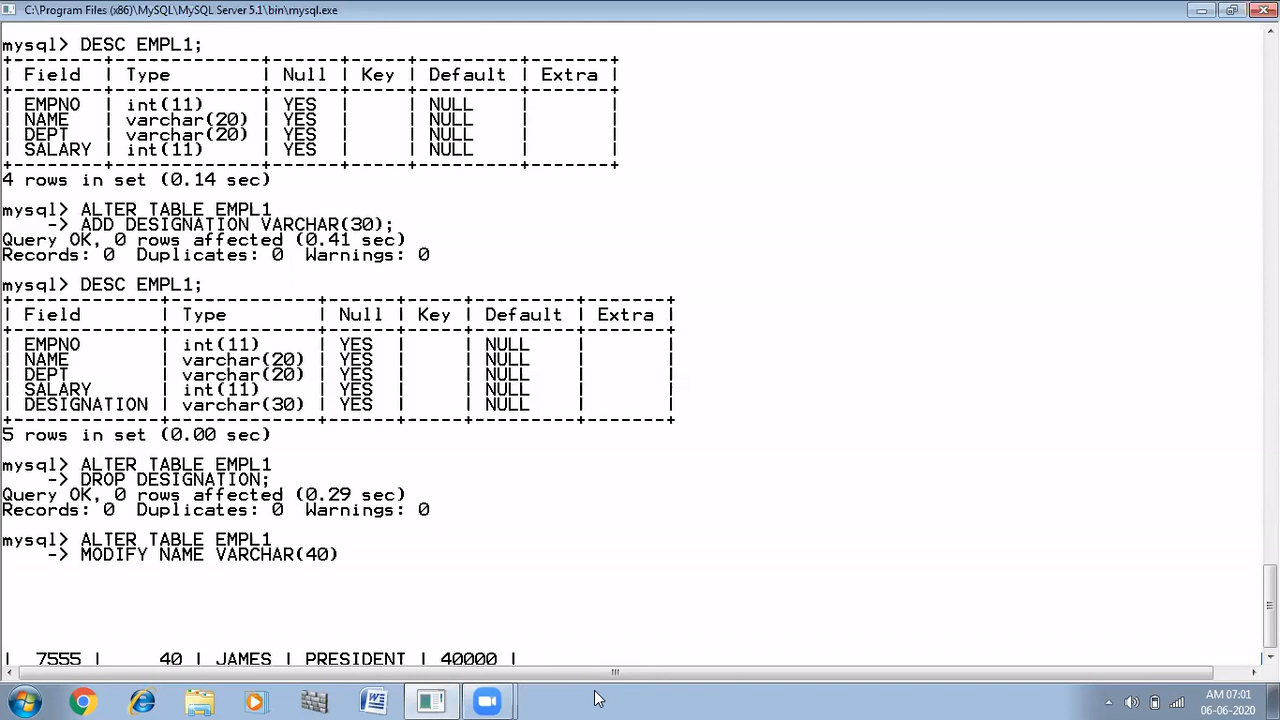 C:\Program Files (x86)\MySQL\MySQL Server 5.1\bin\mysql.exe
mysql> DESC EMPL1;
+--------+-------------+------+-----+---------+-------+
| Field  | Type        | Null | Key | Default | Extra |
+--------+-------------+------+-----+---------+-------+
| EMPNO  | int(11)     | YES  |     | NULL    |       |
| NAME   | varchar(20) | YES  |     | NULL    |       |
| DEPT   | varchar(20) | YES  |     | NULL    |       |
| SALARY | int(11)     | YES  |     | NULL    |       |
+--------+-------------+------+-----+---------+-------+
4 rows in set (0.14 sec)
mysql> ALTER TABLE EMPL1
    -> ADD DESIGNATION VARCHAR(30);
Query OK, 0 rows affected (0.41 sec)
Records: 0  Duplicates: 0  Warnings: 0
mysql> DESC EMPL1;
+-------------+-------------+------+-----+---------+-------+
| Field       | Type        | Null | Key | Default | Extra |
+-------------+-------------+------+-----+---------+-------+
| EMPNO       | int(11)     | YES  |     | NULL    |       |
| NAME        | varchar(20) | YES  |     | NULL    |       |
| DEPT        | varchar(20) | YES  |     | NULL    |       |
| SALARY      | int(11)     | YES  |     | NULL    |       |
| DESIGNATION | varchar(30) | YES  |     | NULL    |       |
+-------------+-------------+------+-----+---------+-------+
5 rows in set (0.00 sec)
mysql> ALTER TABLE EMPL1
    -> DROP DESIGNATION;
Query OK, 0 rows affected (0.29 sec)
Records: 0  Duplicates: 0  Warnings: 0
mysql> ALTER TABLE EMPL1
    -> MODIFY NAME VARCHAR(40)
|  7555 |     40 | JAMES | PRESIDENT | 40000 |
AM 07:01
06-06-2020